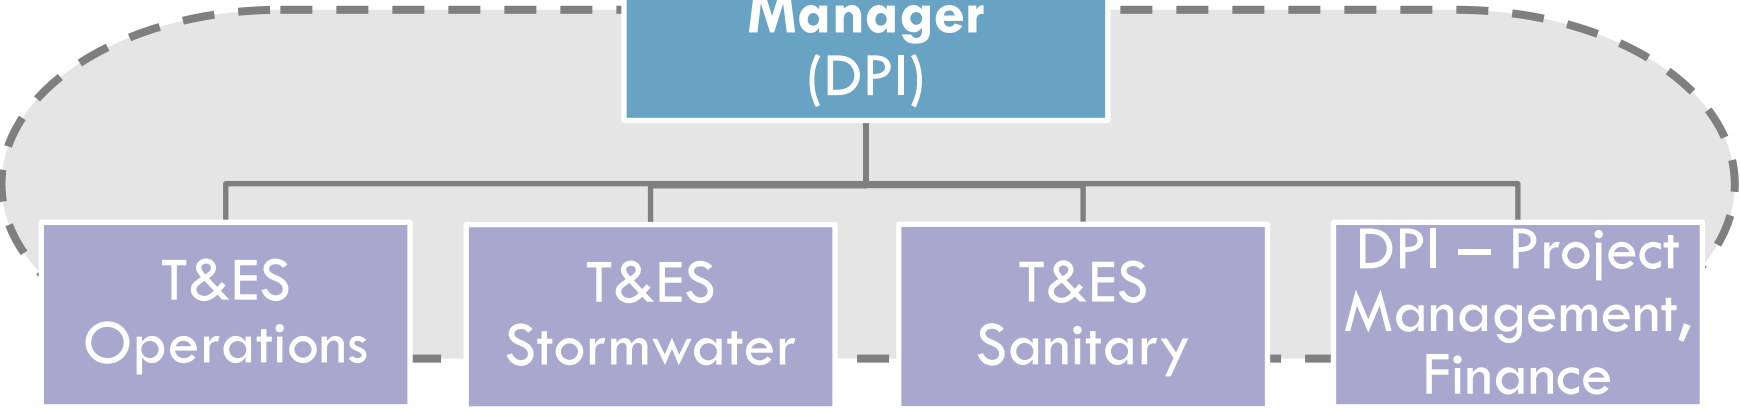 Manager
(DPI)
T&ES
Operations
T&ES
Stormwater
T&ES
Sanitary
DPI – Project
Management,
Finance